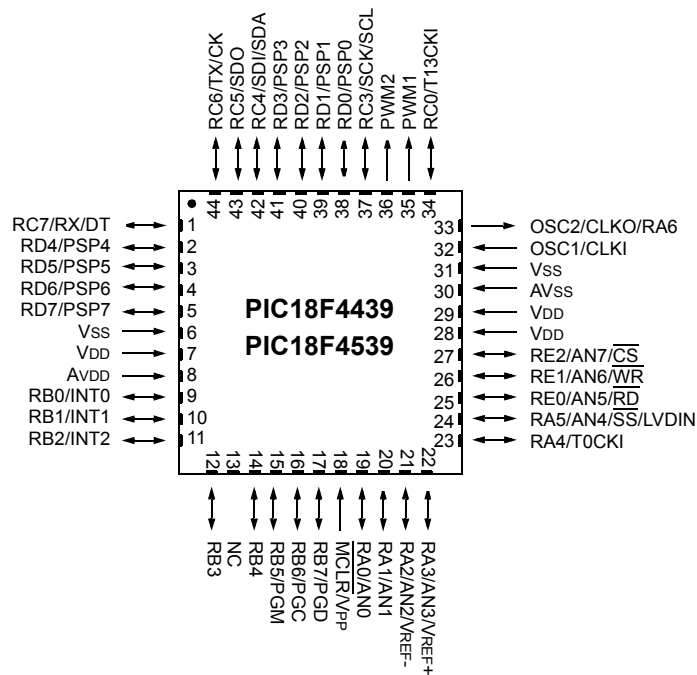 RC6/TX/CK
RC5/SDO
RC4/SDI/SDA
RD3/PSP3
RD2/PSP2
RD1/PSP1
RD0/PSP0
RC3/SCK/SCL
PWM2
PWM1
RC0/T13CKI
44
43
42
41
40
39
38
37
36
35
34
RC7/RX/DT 1
RD4/PSP4 2
RD5/PSP5 3
RD6/PSP6 4
RD7/PSP7 5
VSS 6
VDD 7
AVDD 8
RB0/INT0 9
RB1/INT1 10
RB2/INT2 11
PIC18F4439
PIC18F4539
33 OSC2/CLKO/RA6
32 OSC1/CLKI
31 VSS
30 AVSS
29 VDD
28 VDD
27 RE2/AN7/C̅S̅
26 RE1/AN6/W̅R̅
25 RE0/AN5/R̅D̅
24 RA5/AN4/S̅S̅/LVDIN
23 RA4/T0CKI
12
13
14
15
16
17
18
19
20
21
22
RB3
NC
RB4
RB5/PGM
RB6/PGC
RB7/PGD
M̅C̅L̅R̅/VPP
RA0/AN0
RA1/AN1
RA2/AN2/VREF-
RA3/AN3/VREF+